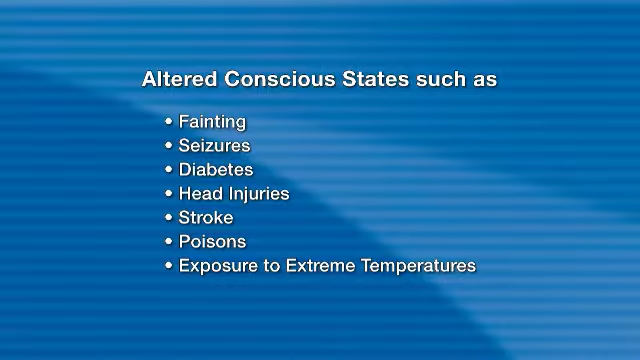 Altered Conscious States such as
• Fainting
• Seizures
• Diabetes
• Head Injuries
• Stroke
• Poisons
• Exposure to Extreme Temperatures